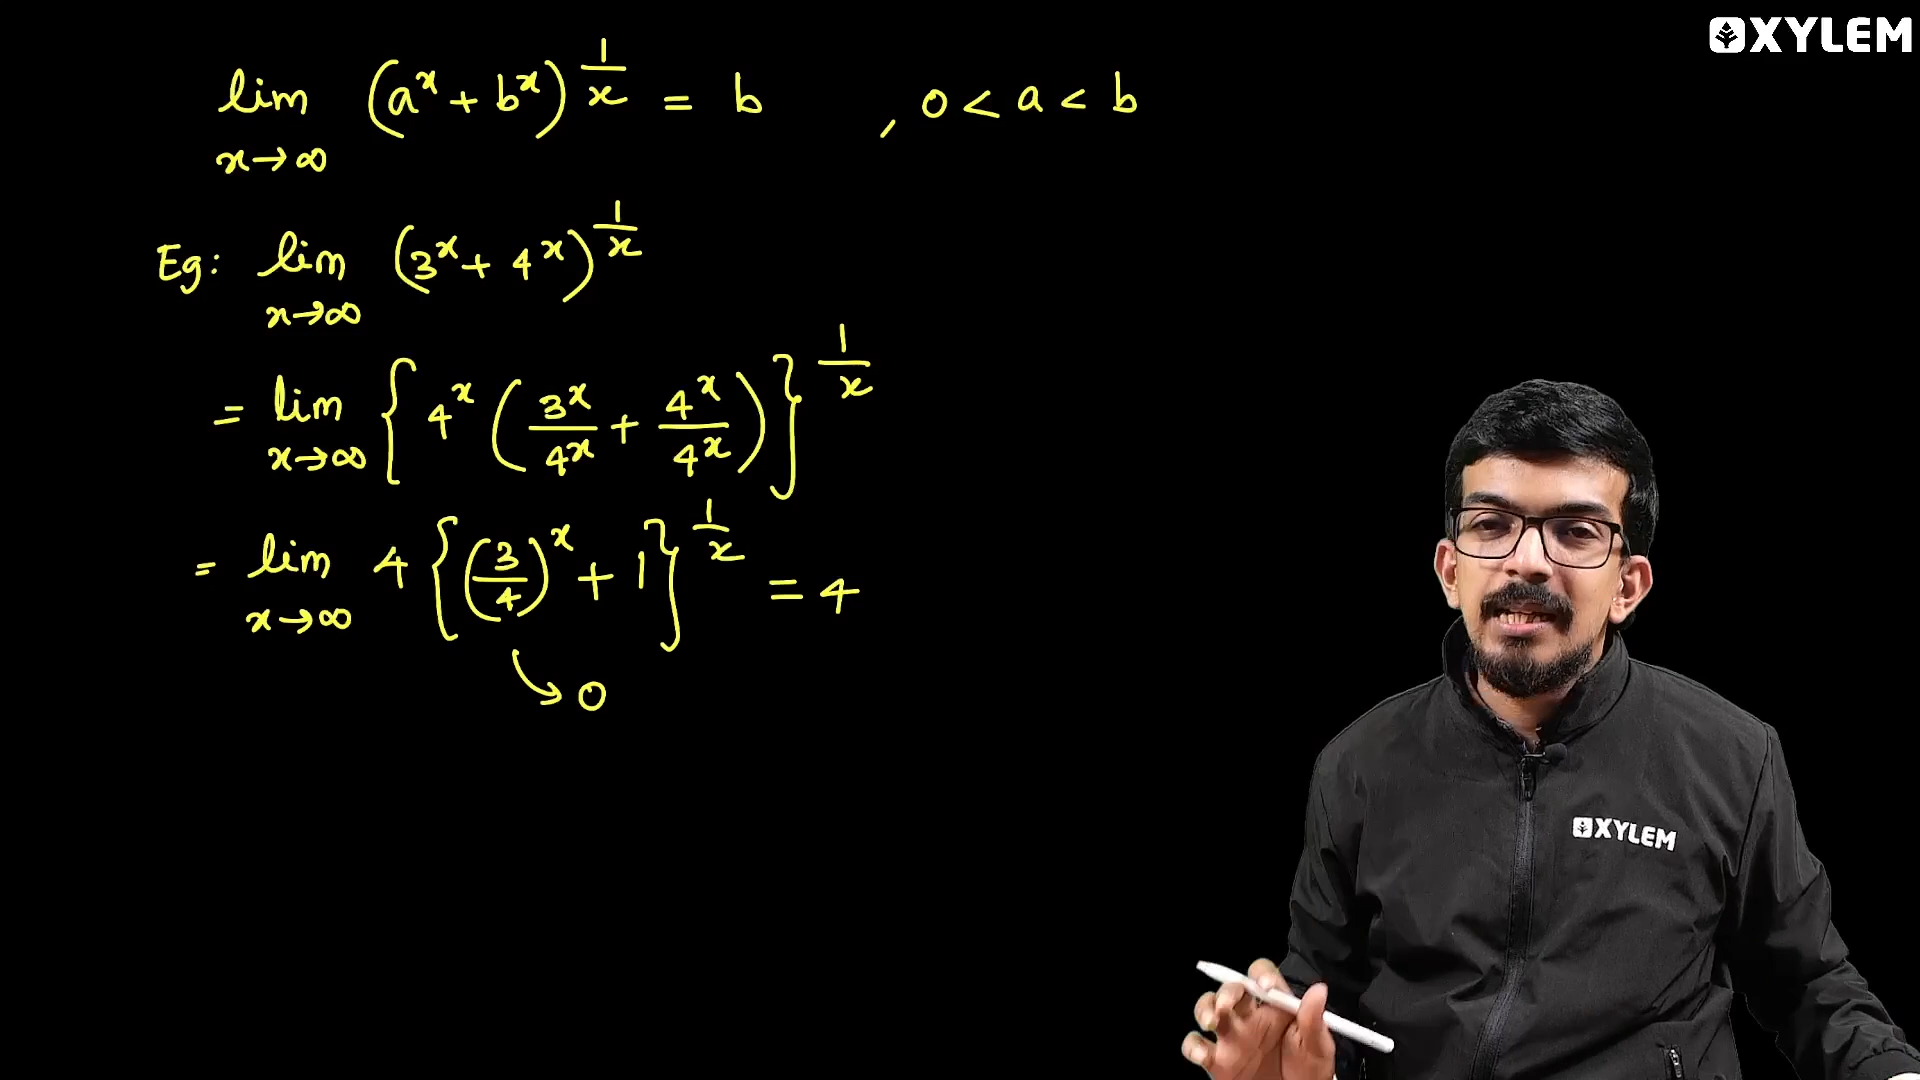 XYLEM
lim (a^x + b^x)^(1/x) = b , 0 < a < b
x→∞
Eg: lim (3^x + 4^x)^(1/x)
x→∞
= lim { 4^x ( 3^x/4^x + 4^x/4^x ) }^(1/x)
x→∞
= lim 4 { (3/4)^x + 1 }^(1/x) = 4
x→∞
↘ 0
XYLEM